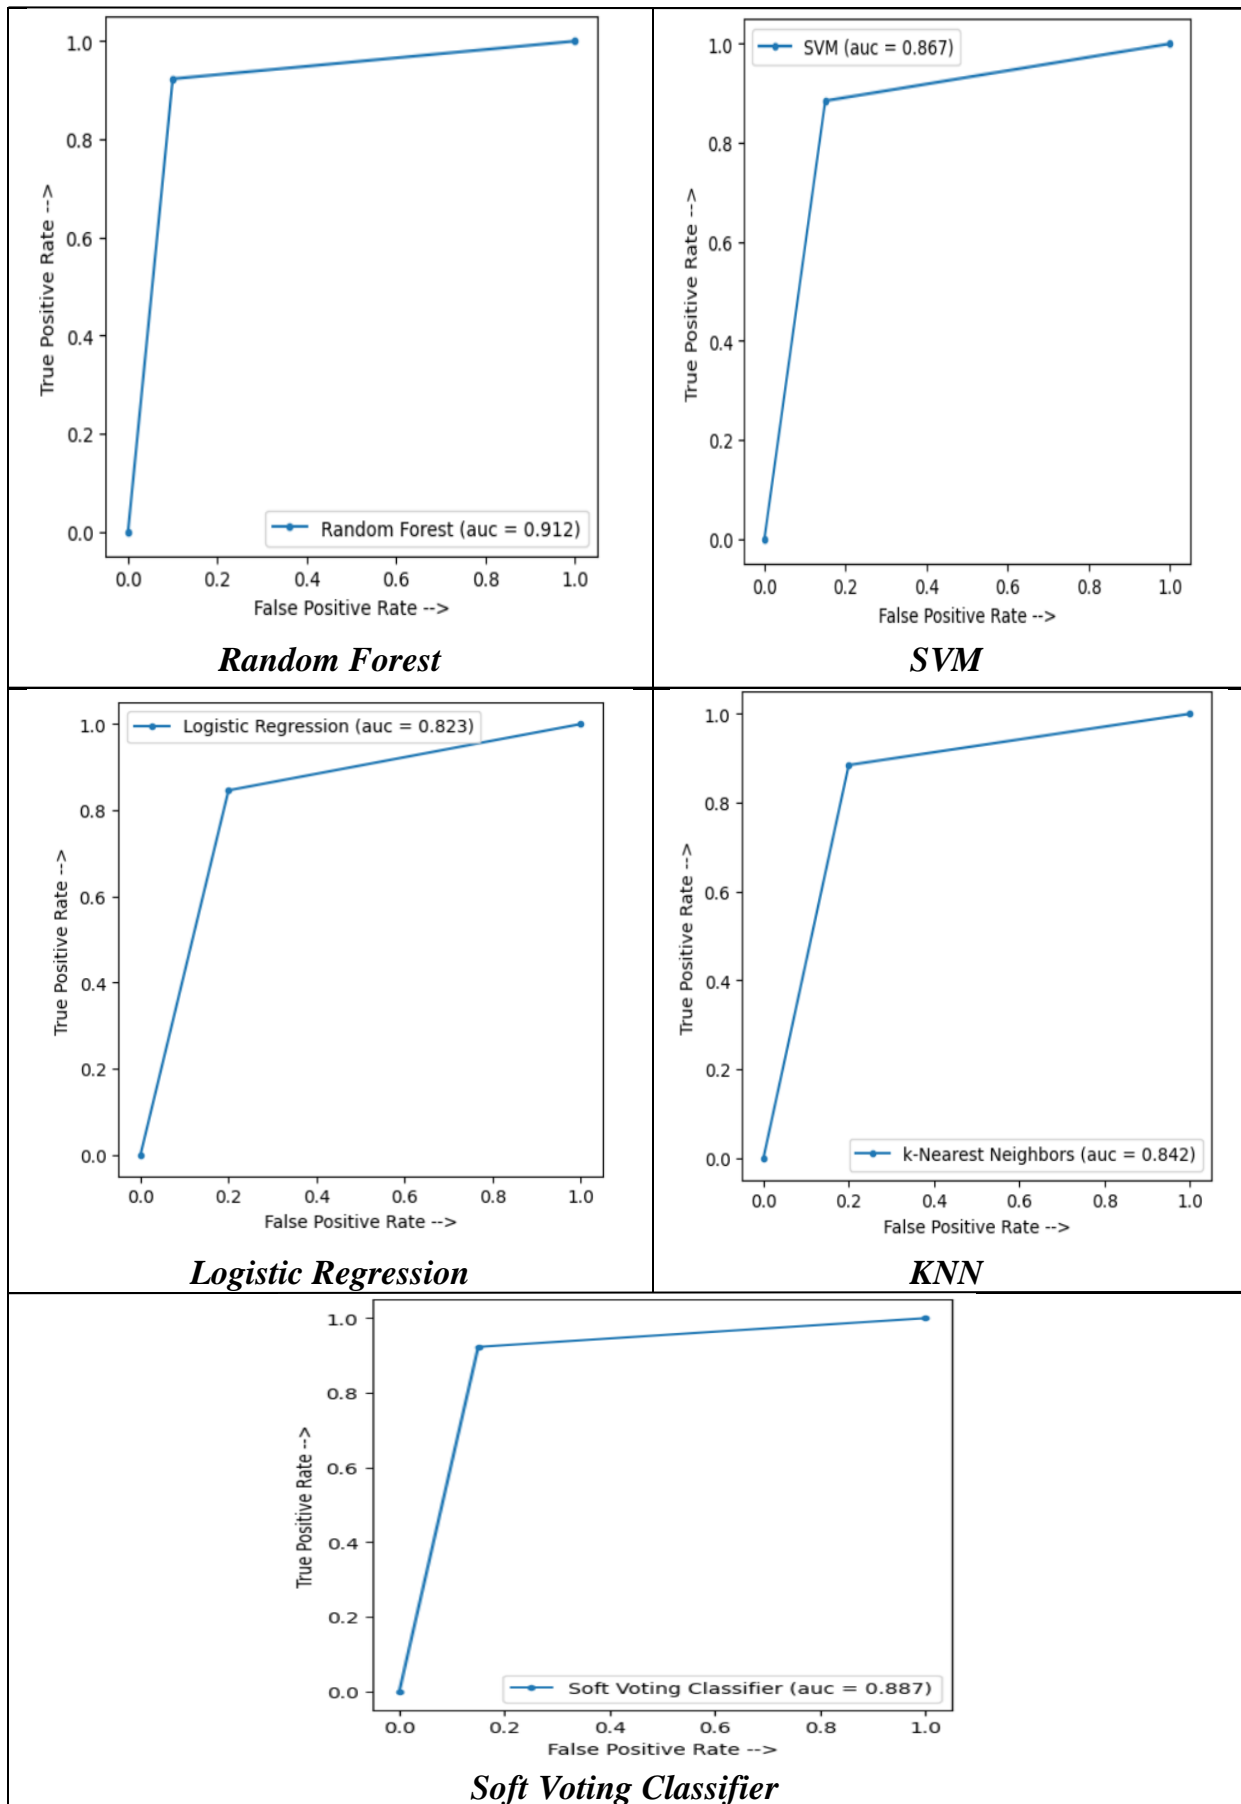 1.0
0.8
0.6
0.4
0.2
0.0
True Positive Rate -->
Random Forest (auc = 0.912)
0.0 0.2 0.4 0.6 0.8 1.0
False Positive Rate -->
Random Forest
SVM (auc = 0.867)
1.0
0.8
0.6
0.4
0.2
0.0
True Positive Rate -->
0.0 0.2 0.4 0.6 0.8 1.0
False Positive Rate -->
SVM
Logistic Regression (auc = 0.823)
1.0
0.8
0.6
0.4
0.2
0.0
True Positive Rate -->
0.0 0.2 0.4 0.6 0.8 1.0
False Positive Rate -->
Logistic Regression
1.0
0.8
0.6
0.4
0.2
0.0
True Positive Rate -->
k-Nearest Neighbors (auc = 0.842)
0.0 0.2 0.4 0.6 0.8 1.0
False Positive Rate -->
KNN
1.0
0.8
0.6
0.4
0.2
0.0
True Positive Rate -->
Soft Voting Classifier (auc = 0.887)
0.0 0.2 0.4 0.6 0.8 1.0
False Positive Rate -->
Soft Voting Classifier